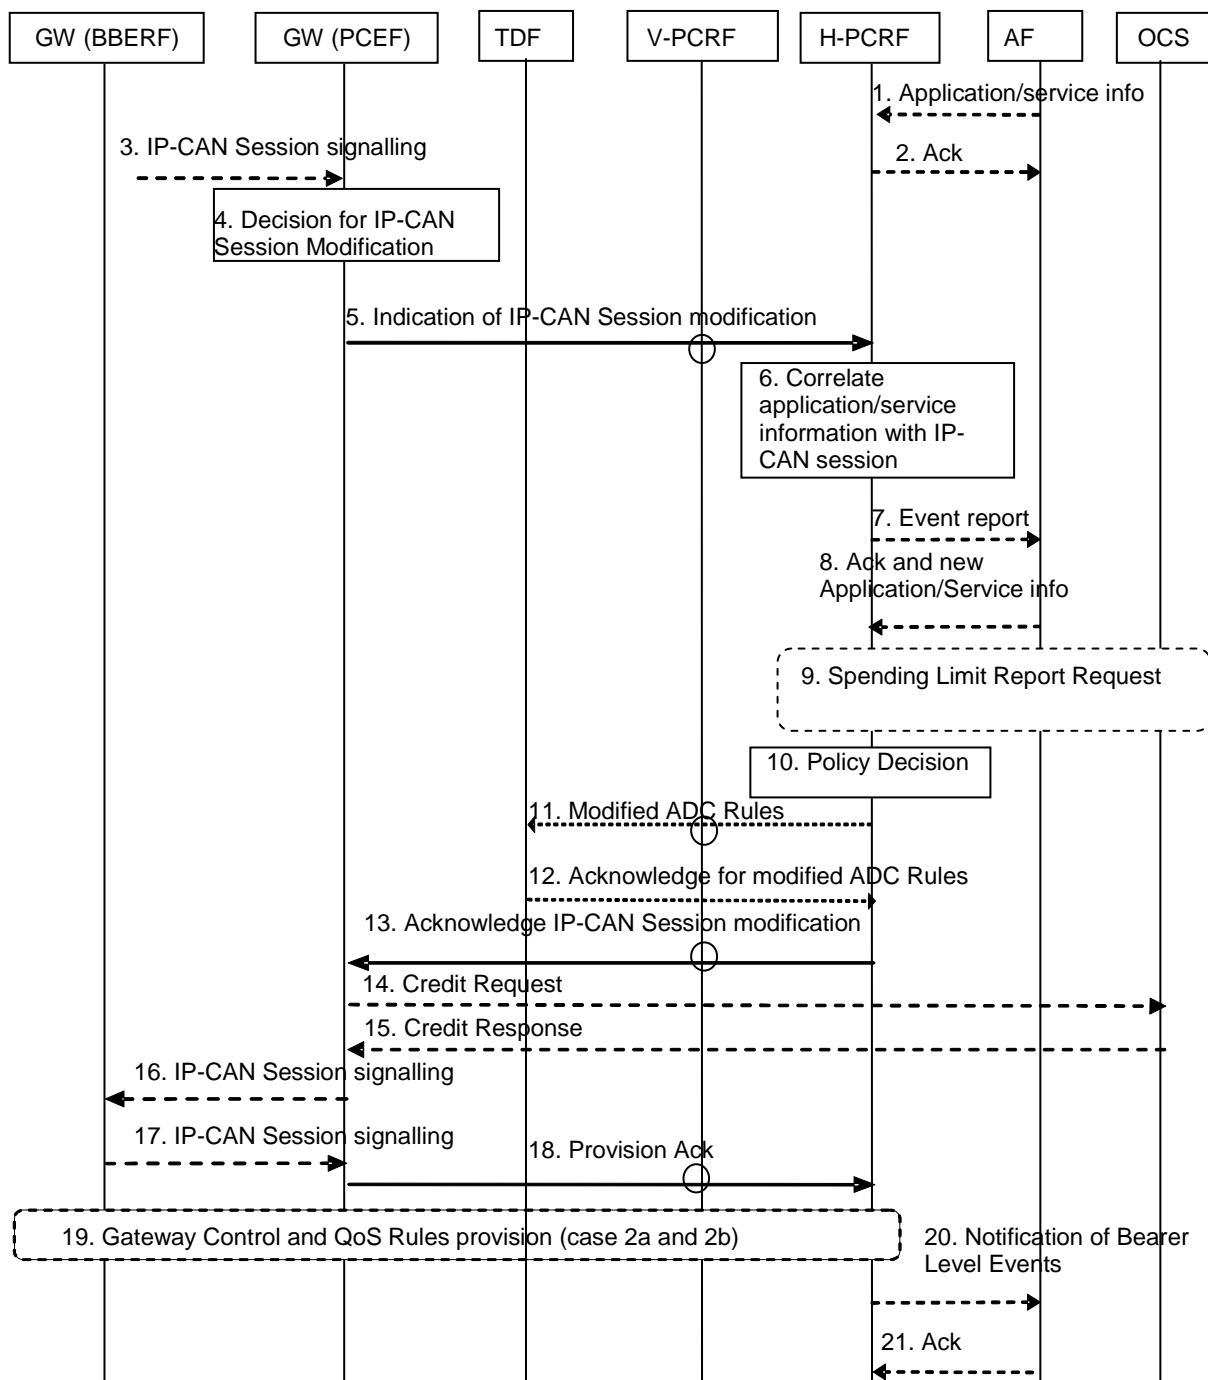 GW (BBERF)
GW (PCEF)
TDF
V-PCRF
H-PCRF
AF
OCS
1. Application/service info
2. Ack
3. IP-CAN Session signalling
4. Decision for IP-CAN
Session Modification
5. Indication of IP-CAN Session modification
6. Correlate
application/service
information with IP-
CAN session
7. Event report
8. Ack and new
Application/Service info
9. Spending Limit Report Request
10. Policy Decision
11. Modified ADC Rules
12. Acknowledge for modified ADC Rules
13. Acknowledge IP-CAN Session modification
14. Credit Request
15. Credit Response
16. IP-CAN Session signalling
17. IP-CAN Session signalling
18. Provision Ack
19. Gateway Control and QoS Rules provision (case 2a and 2b)
20. Notification of Bearer
Level Events
21. Ack